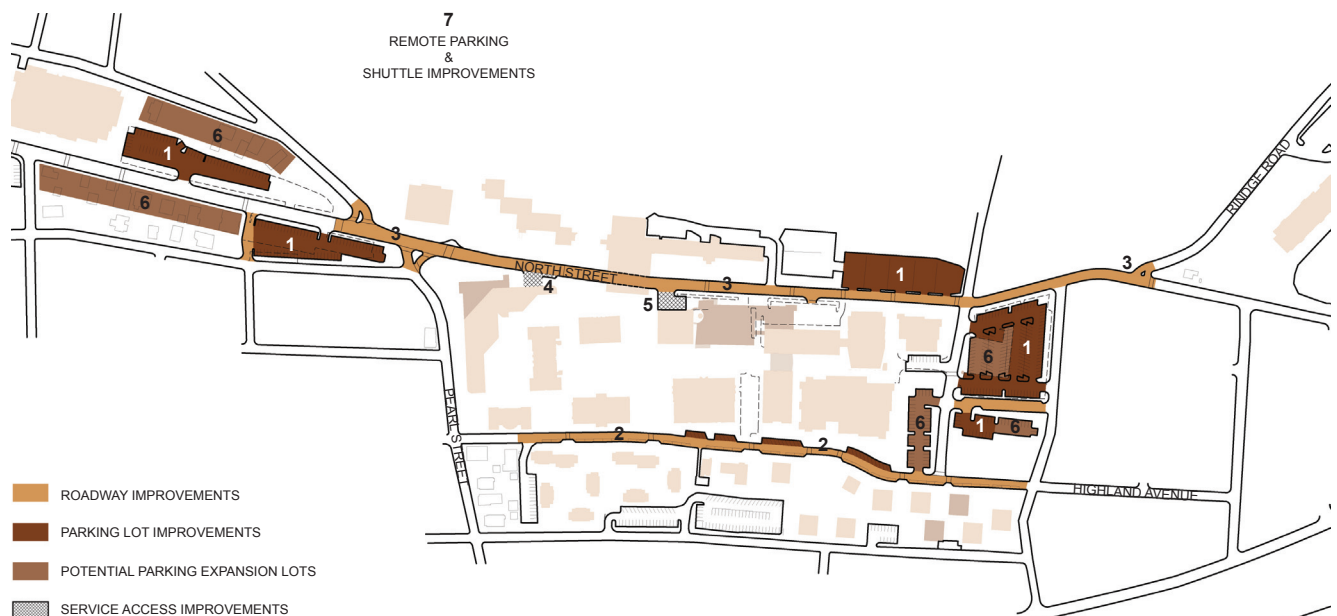 7
REMOTE PARKING
&
SHUTTLE IMPROVEMENTS
6
1
6
1
3
NORTH STREET
4
3
5
1
3
RINDGE ROAD
6
1
6
1
6
2
2
PEARL STREET
HIGHLAND AVENUE
ROADWAY IMPROVEMENTS
PARKING LOT IMPROVEMENTS
POTENTIAL PARKING EXPANSION LOTS
SERVICE ACCESS IMPROVEMENTS